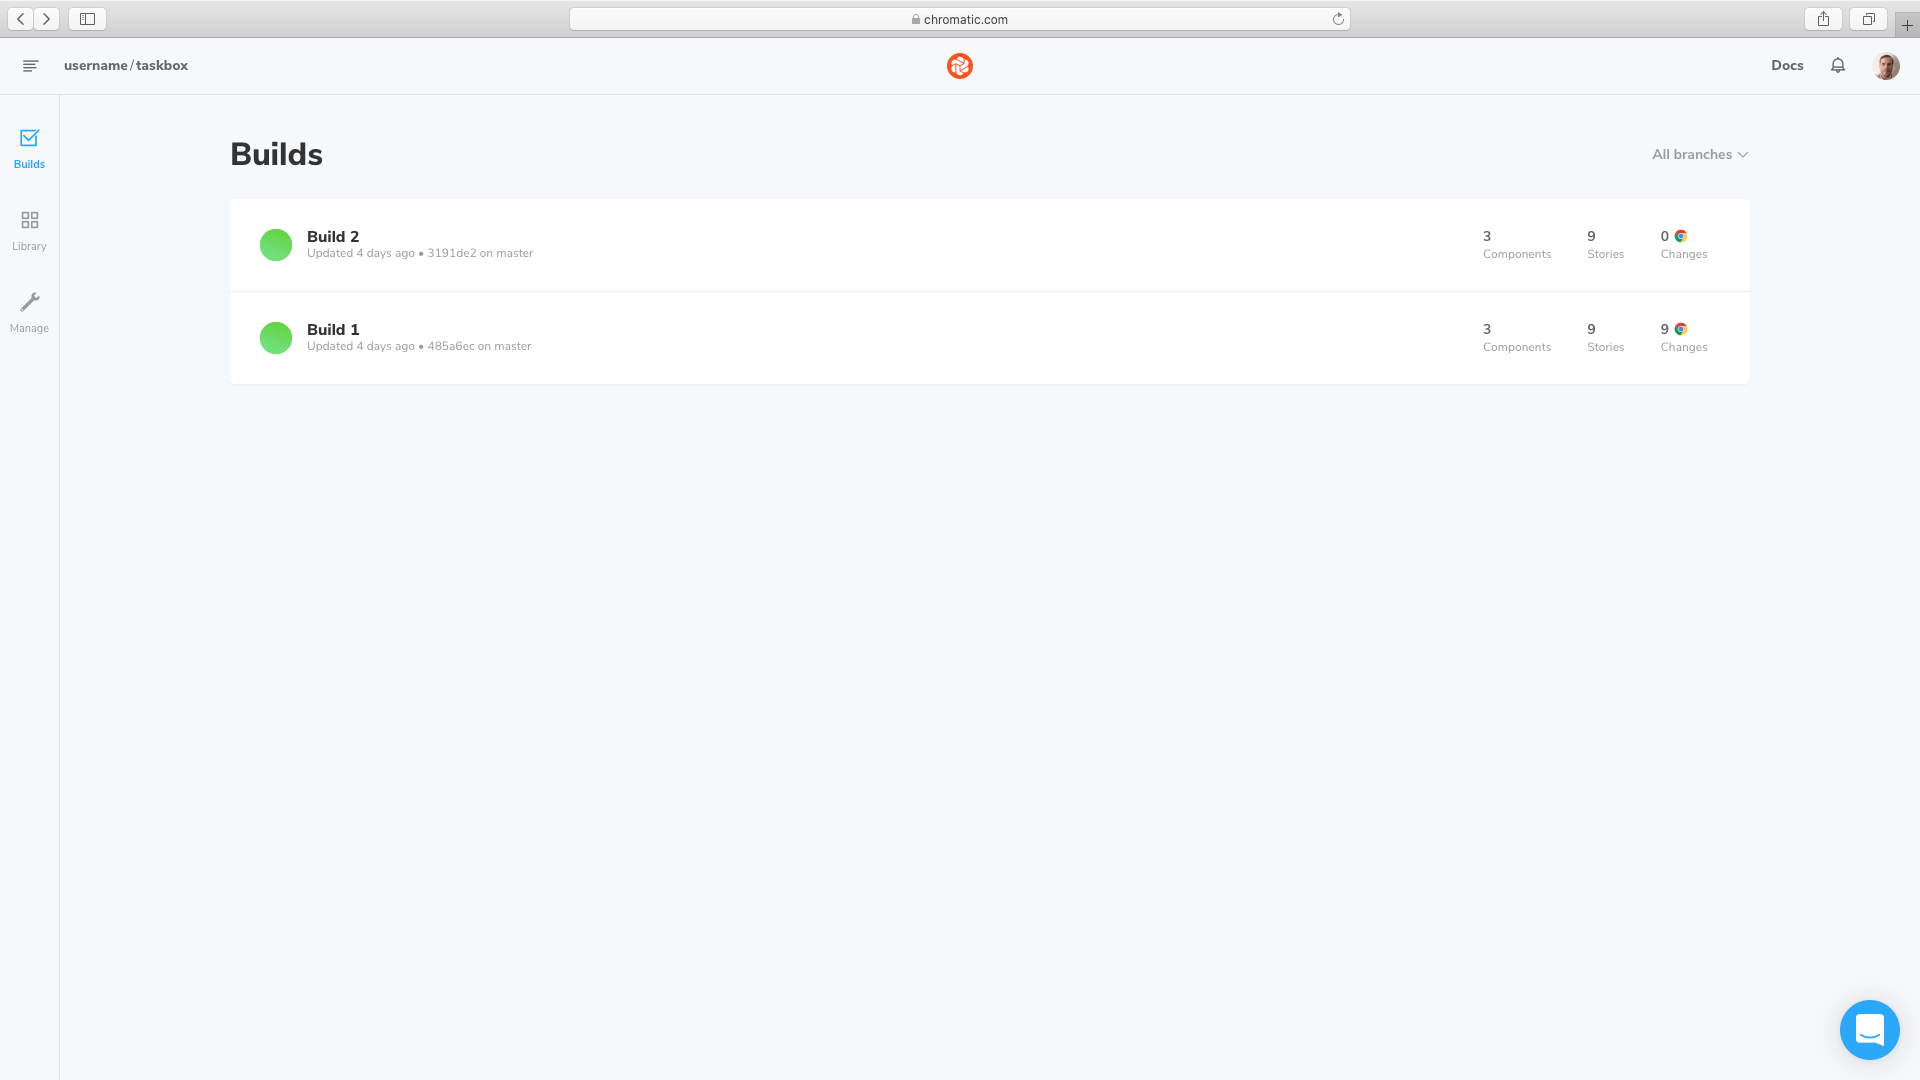 chromatic.com
username/taskbox
Docs
Builds
Library
Manage
Builds
All branches
Build 2
Updated 4 days ago • 3191de2 on master
3 Components
9 Stories
0 Changes
Build 1
Updated 4 days ago • 485a6ec on master
3 Components
9 Stories
9 Changes